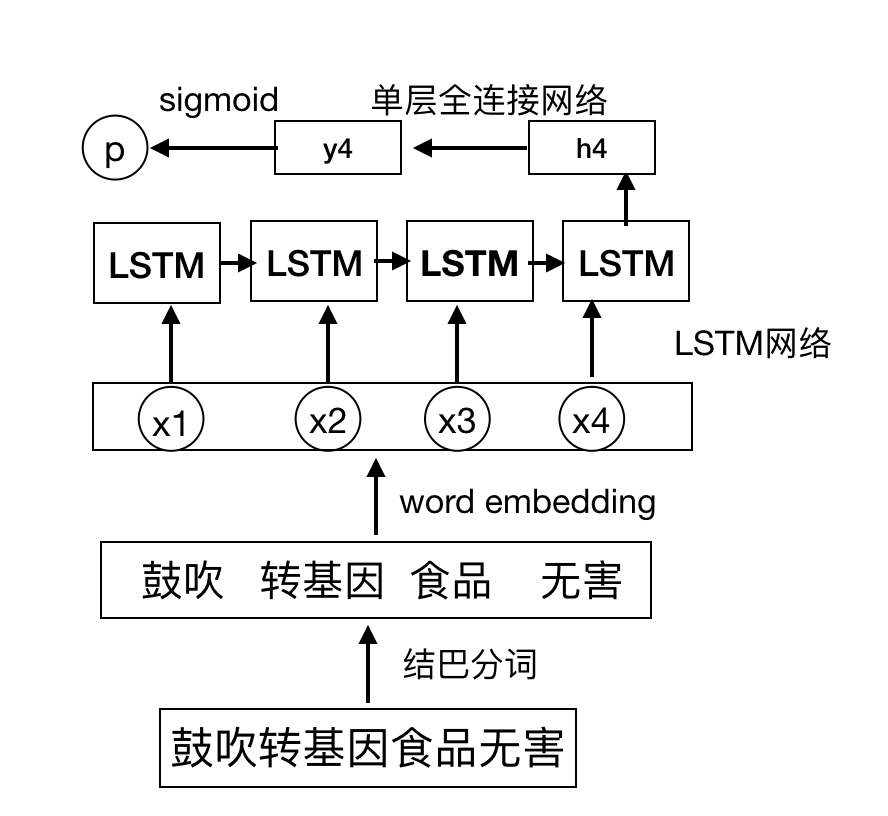 sigmoid 单层全连接网络
p y4 h4
LSTM LSTM LSTM LSTM
LSTM网络
x1 x2 x3 x4
word embedding
鼓吹 转基因 食品 无害
结巴分词
鼓吹转基因食品无害